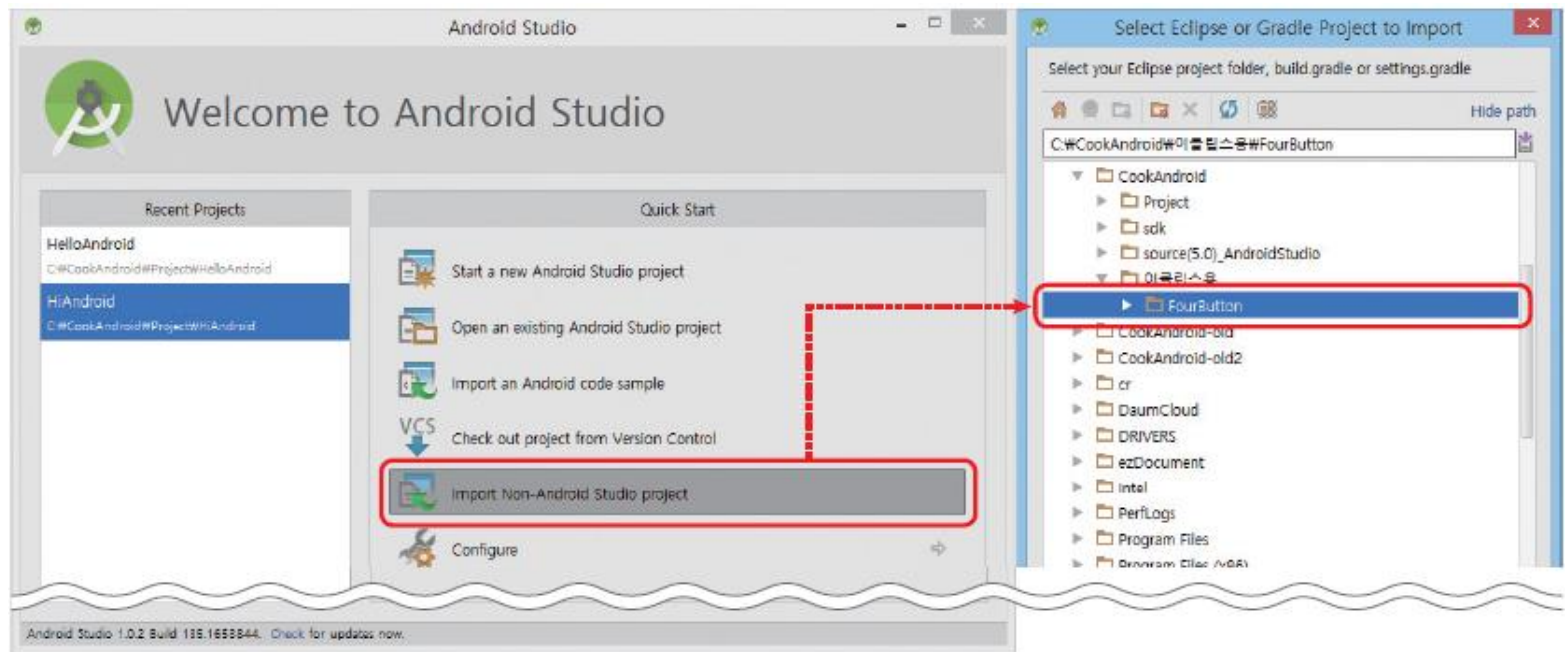 Android Studio
Welcome to Android Studio
Recent Projects
HelloAndroid
C:₩CookAndroid₩Project₩HelloAndroid
HiAndroid
C:₩CookAndroid₩Project₩HiAndroid
Quick Start
Start a new Android Studio project
Open an existing Android Studio project
Import an Android code sample
VCS
Check out project from Version Control
Import Non-Android Studio project
Configure
Android Studio 1.0.2 Build 135.1653844. Check for updates now.
Select Eclipse or Gradle Project to Import
Select your Eclipse project folder, build.gradle or settings.gradle
Hide path
C:₩CookAndroid₩이클립스용₩FourButton
CookAndroid
Project
sdk
source(5.0)_AndroidStudio
이클립스용
FourButton
CookAndroid-old
CookAndroid-old2
cr
DaumCloud
DRIVERS
ezDocument
Intel
PerfLogs
Program Files
Program Files (x86)